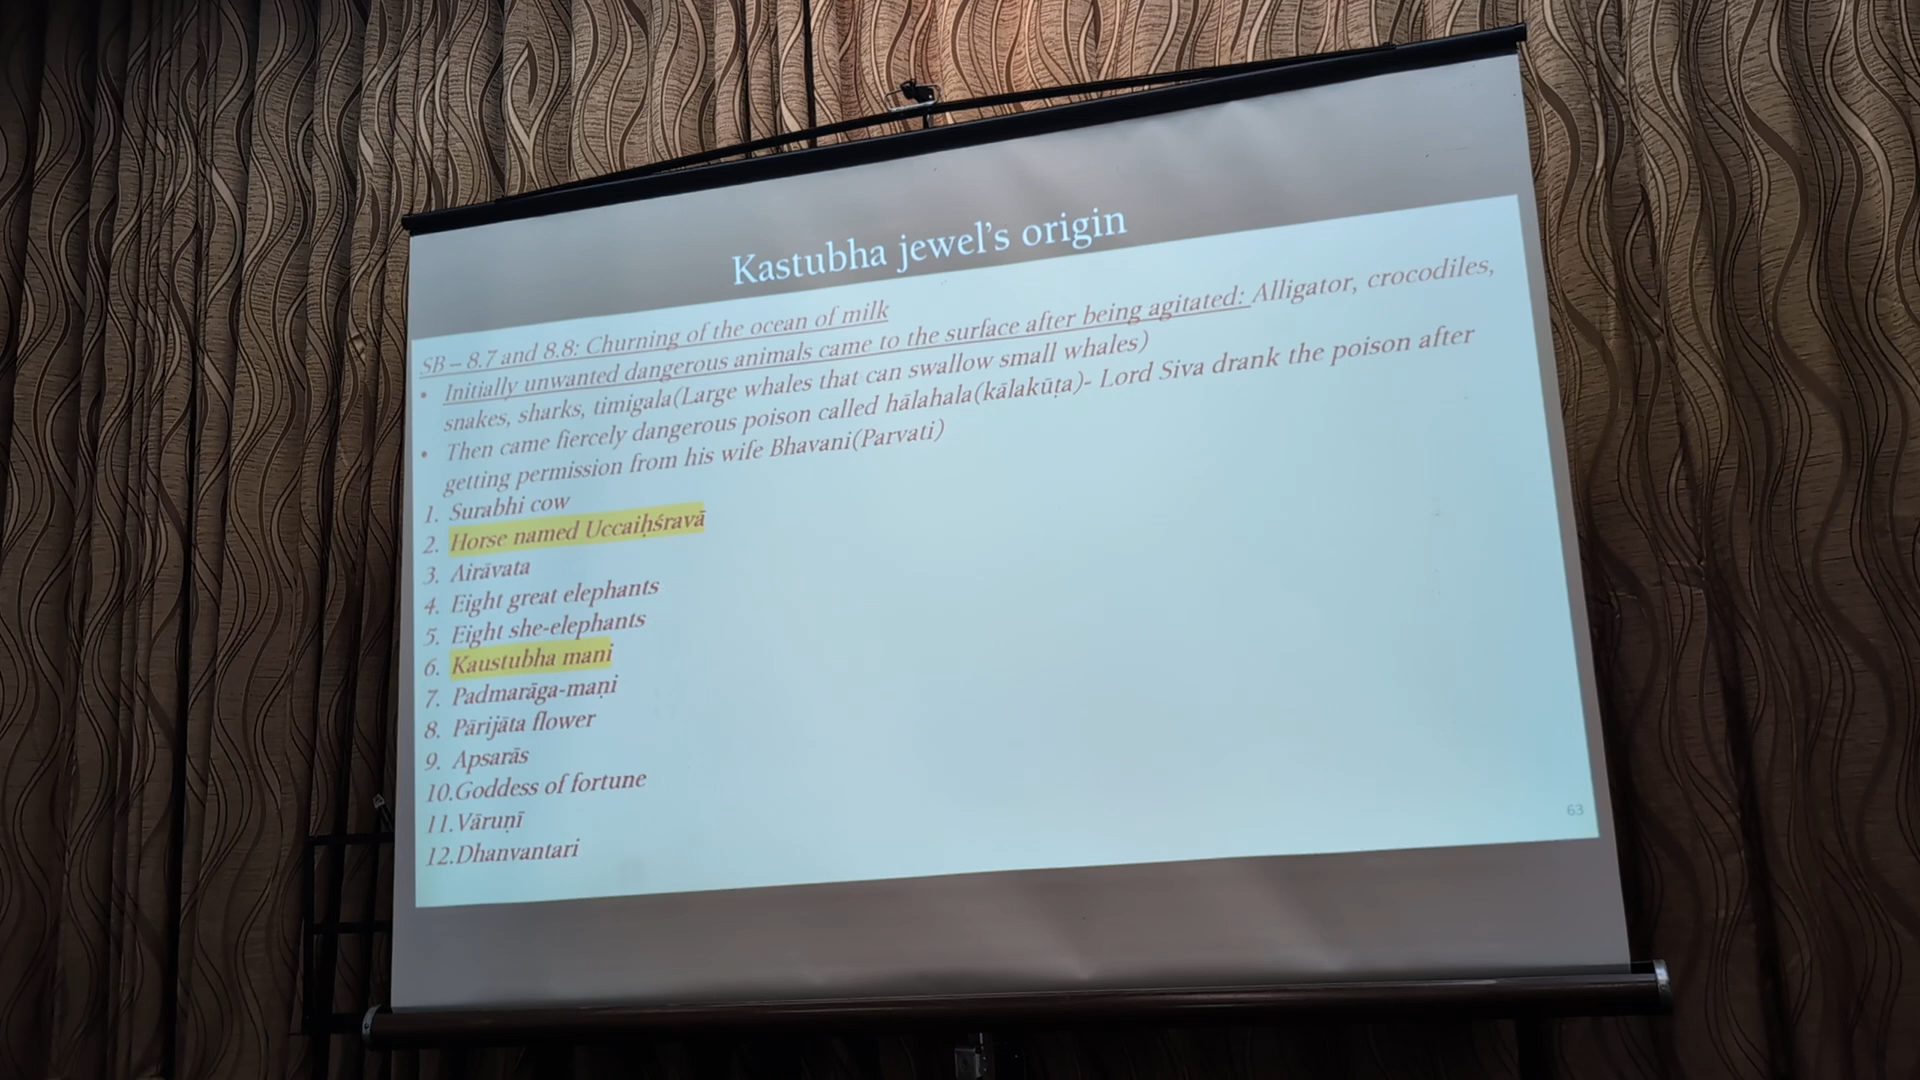 Kastubha jewel's origin
SB – 8.7 and 8.8: Churning of the ocean of milk
• Initially unwanted dangerous animals came to the surface after being agitated: Alligator, crocodiles,
snakes, sharks, timigala(Large whales that can swallow small whales)
• Then came fiercely dangerous poison called hālahala(kālakūṭa)- Lord Siva drank the poison after
getting permission from his wife Bhavani(Parvati)
1. Surabhi cow
2. Horse named Uccaiḥśravā
3. Airāvata
4. Eight great elephants
5. Eight she-elephants
6. Kaustubha mani
7. Padmarāga-maṇi
8. Pārijāta flower
9. Apsarās
10.Goddess of fortune
11.Vāruṇī
12.Dhanvantari
63